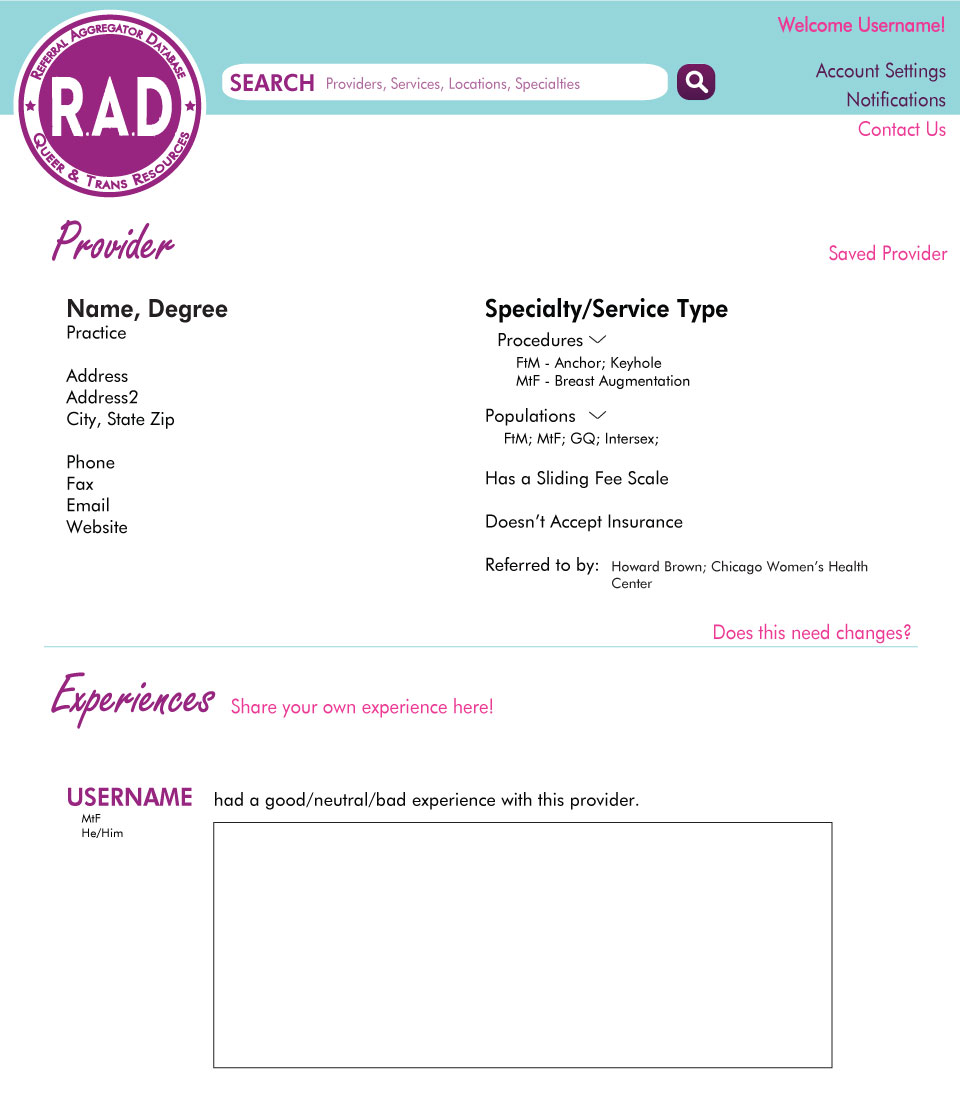 REFERRAL AGGREGATOR DATABASE
R.A.D
QUEER & TRANS RESOURCES
SEARCH Providers, Services, Locations, Specialties
Welcome Username!
Account Settings
Notifications
Contact Us
Provider
Saved Provider
Name, Degree
Practice
Address
Address2
City, State Zip
Phone
Fax
Email
Website
Specialty/Service Type
Procedures
FtM - Anchor; Keyhole
MtF - Breast Augmentation
Populations
FtM; MtF; GQ; Intersex;
Has a Sliding Fee Scale
Doesn’t Accept Insurance
Referred to by: Howard Brown; Chicago Women’s Health
Center
Does this need changes?
Experiences Share your own experience here!
USERNAME had a good/neutral/bad experience with this provider.
MtF
He/Him